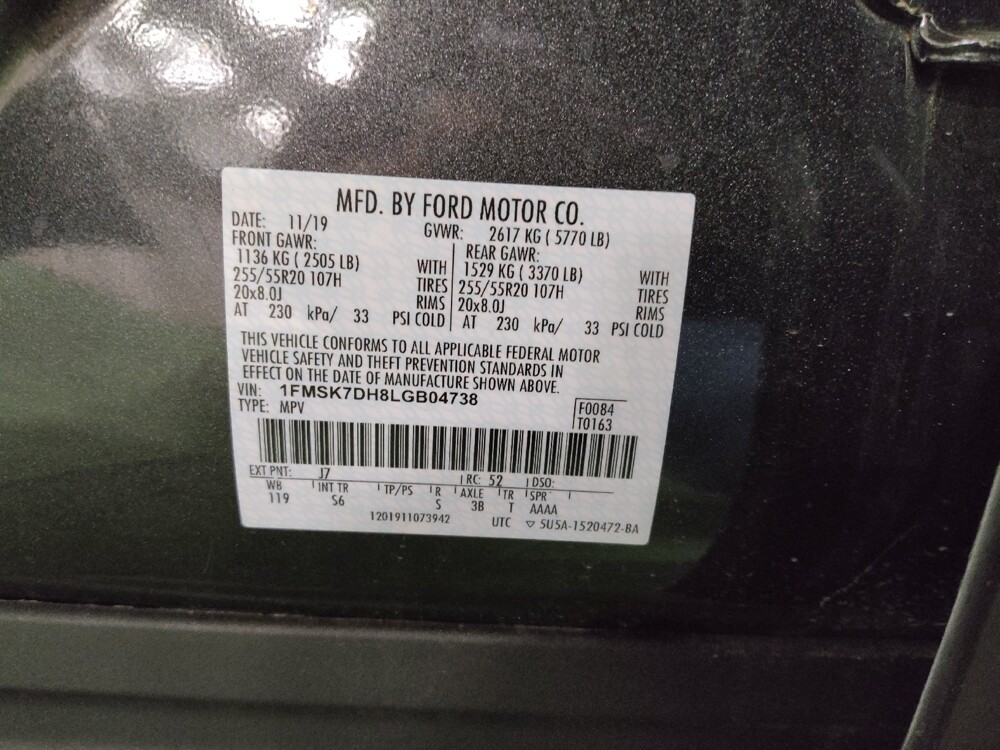 MFD. BY FORD MOTOR CO.
DATE: 11/19 GVWR: 2617 KG ( 5770 LB)
FRONT GAWR: REAR GAWR:
1136 KG ( 2505 LB) WITH 1529 KG ( 3370 LB) WITH
255/55R20 107H TIRES 255/55R20 107H TIRES
20x8.0J RIMS 20x8.0J RIMS
AT 230 kPa/ 33 PSI COLD AT 230 kPa/ 33 PSI COLD
THIS VEHICLE CONFORMS TO ALL APPLICABLE FEDERAL MOTOR
VEHICLE SAFETY AND THEFT PREVENTION STANDARDS IN
EFFECT ON THE DATE OF MANUFACTURE SHOWN ABOVE.
VIN: 1FMSK7DH8LGB04738
TYPE: MPV F0084
T0163
EXT PNT: J7 RC: 52 DSO:
WB INT TR TP/PS R AXLE TR SPR
119 S6 S 3B T AAAA
1201911073942 UTC ▽ 5U5A-1520472-BA